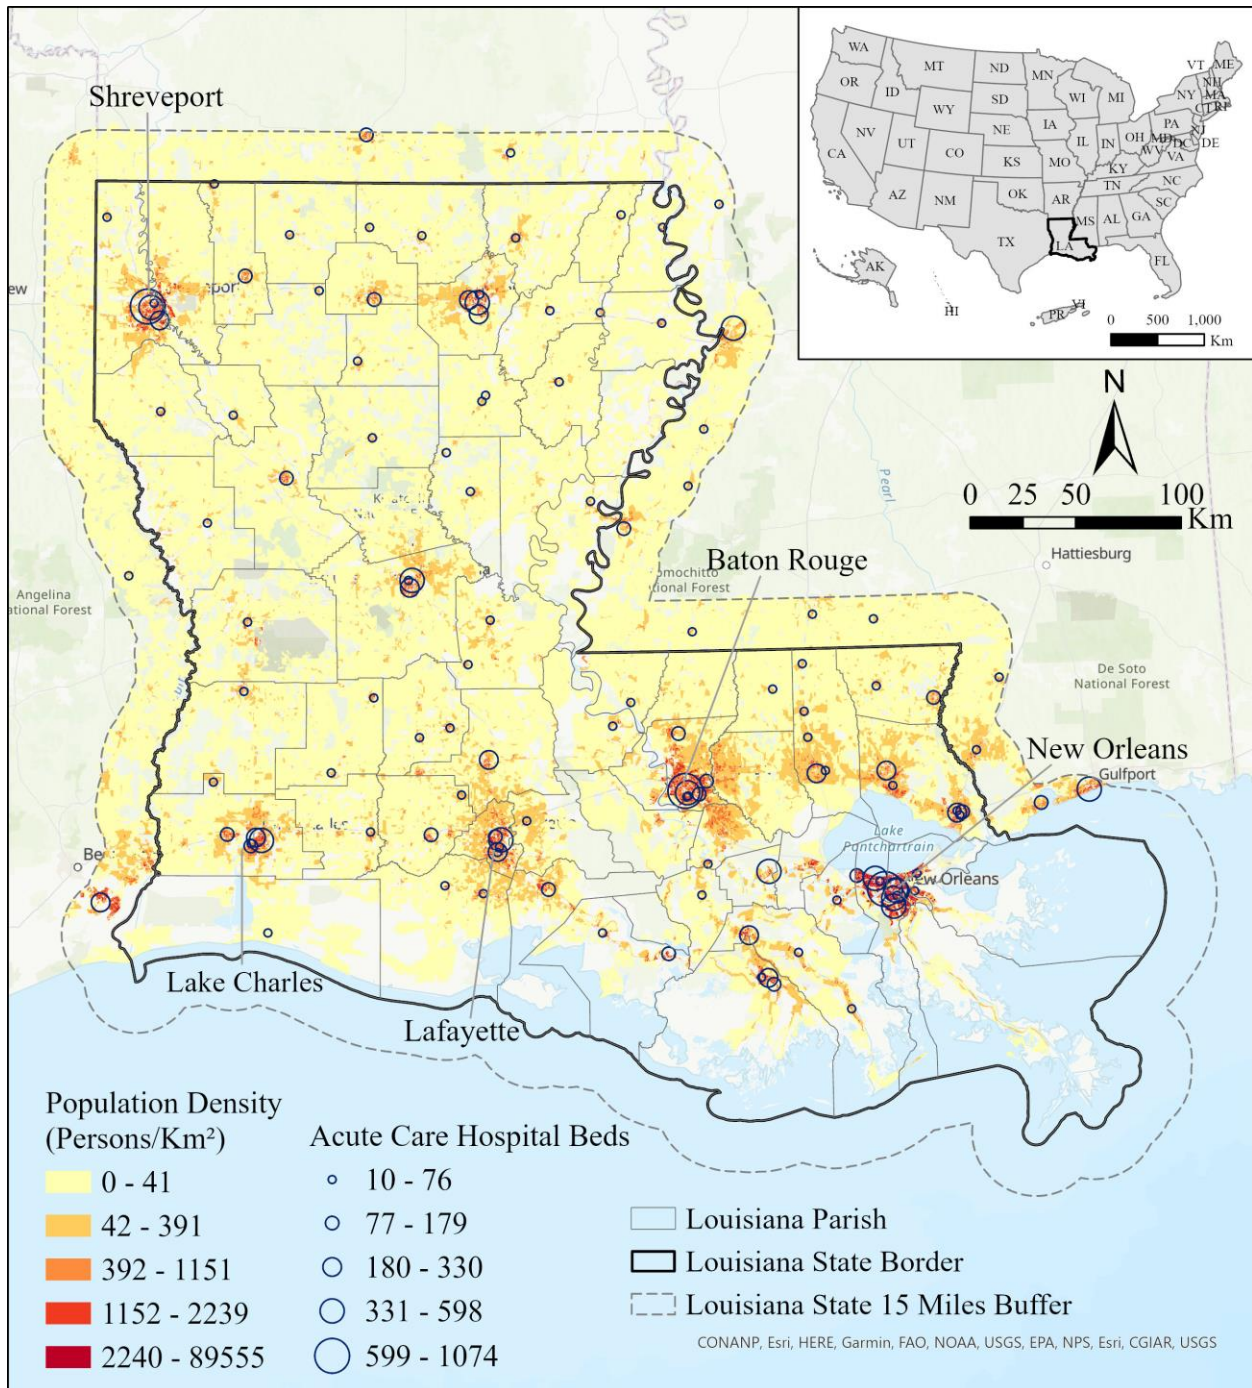 Shreveport
Baton Rouge
New Orleans
Lake Charles
Lafayette
Hattiesburg
Gulfport
New Orleans
Lake
Pontchartrain
Pearl
De Soto
National Forest
Angelina
National Forest
WA
OR
CA
NV
ID
MT
WY
UT
AZ
CO
NM
ND
SD
NE
KS
OK
TX
MN
IA
MO
AR
LA
WI
IL
MI
IN
OH
KY
TN
MS
AL
GA
FL
SC
NC
VA
WV
MD
DC
DE
NJ
PA
NY
CT
RI
MA
NH
VT
ME
AK
HI
PR
VI
0 500 1,000
Km
N
0 25 50 100
Km
Population Density
(Persons/Km²)
0 - 41
42 - 391
392 - 1151
1152 - 2239
2240 - 89555
Acute Care Hospital Beds
10 - 76
77 - 179
180 - 330
331 - 598
599 - 1074
Louisiana Parish
Louisiana State Border
Louisiana State 15 Miles Buffer
CONANP, Esri, HERE, Garmin, FAO, NOAA, USGS, EPA, NPS, Esri, CGIAR, USGS